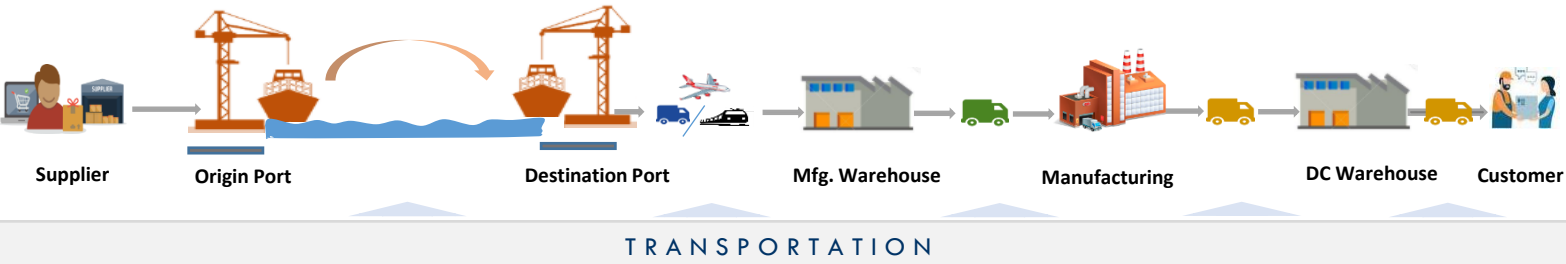 SUPPLIER
Supplier
Origin Port
Destination Port
Mfg. Warehouse
Manufacturing
DC Warehouse
Customer
TRANSPORTATION